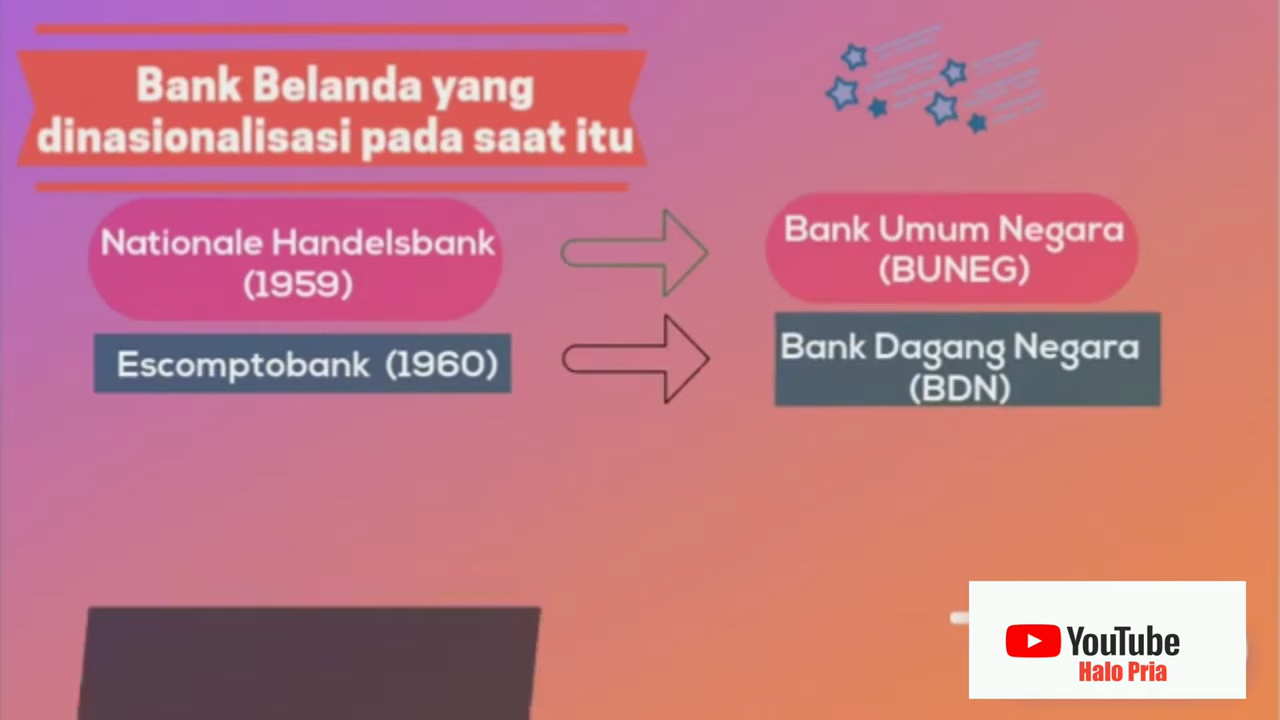 Bank Belanda yang
dinasionalisasi pada saat itu
Nationale Handelsbank
(1959)
Bank Umum Negara
(BUNEG)
Escomptobank (1960)
Bank Dagang Negara
(BDN)
YouTube
Halo Pria